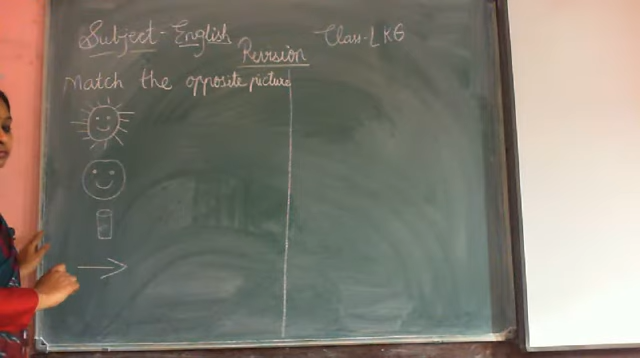 Subject - English Class - LKG
Revision
Match the opposite picture